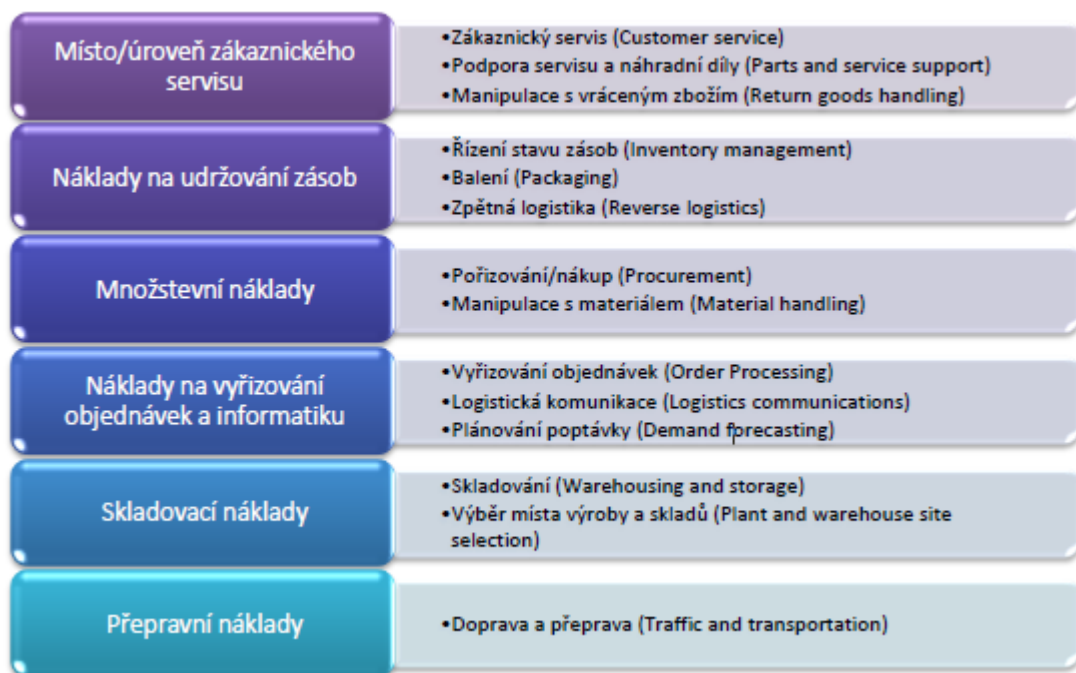 Místo/úroveň zákaznického
servisu
•Zákaznický servis (Customer service)
•Podpora servisu a náhradní díly (Parts and service support)
•Manipulace s vráceným zbožím (Return goods handling)
Náklady na udržování zásob
•Řízení stavu zásob (Inventory management)
•Balení (Packaging)
•Zpětná logistika (Reverse logistics)
Množstevní náklady
•Pořizování/nákup (Procurement)
•Manipulace s materiálem (Material handling)
Náklady na vyřizování
objednávek a informatiku
•Vyřizování objednávek (Order Processing)
•Logistická komunikace (Logistics communications)
•Plánování poptávky (Demand forecasting)
Skladovací náklady
•Skladování (Warehousing and storage)
•Výběr místa výroby a skladů (Plant and warehouse site
selection)
Přepravní náklady
•Doprava a přeprava (Traffic and transportation)